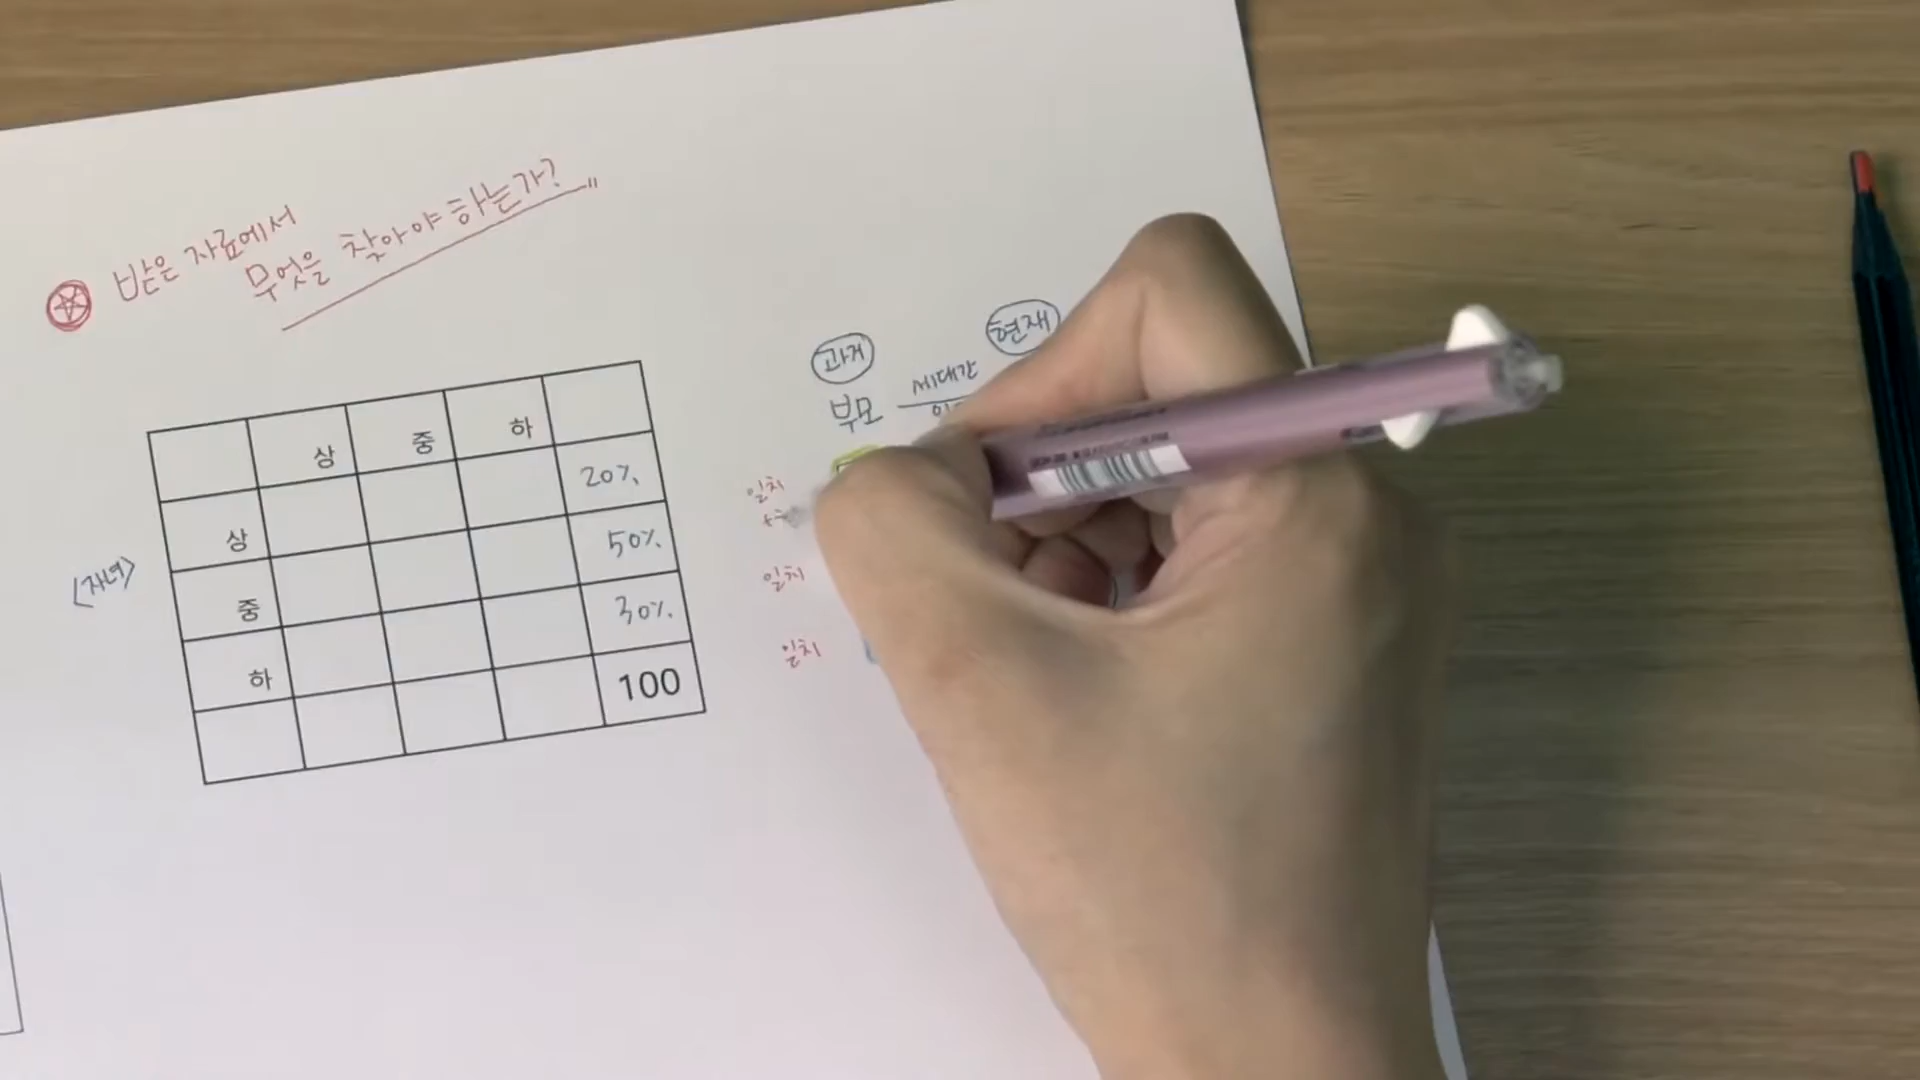 받은 자료에서
무엇을 찾아야 하는가?
과거
현재
부모
세대간
상 중 하
20%
상
50%
중
30%
하
100
<자녀>
일치
일치
일치